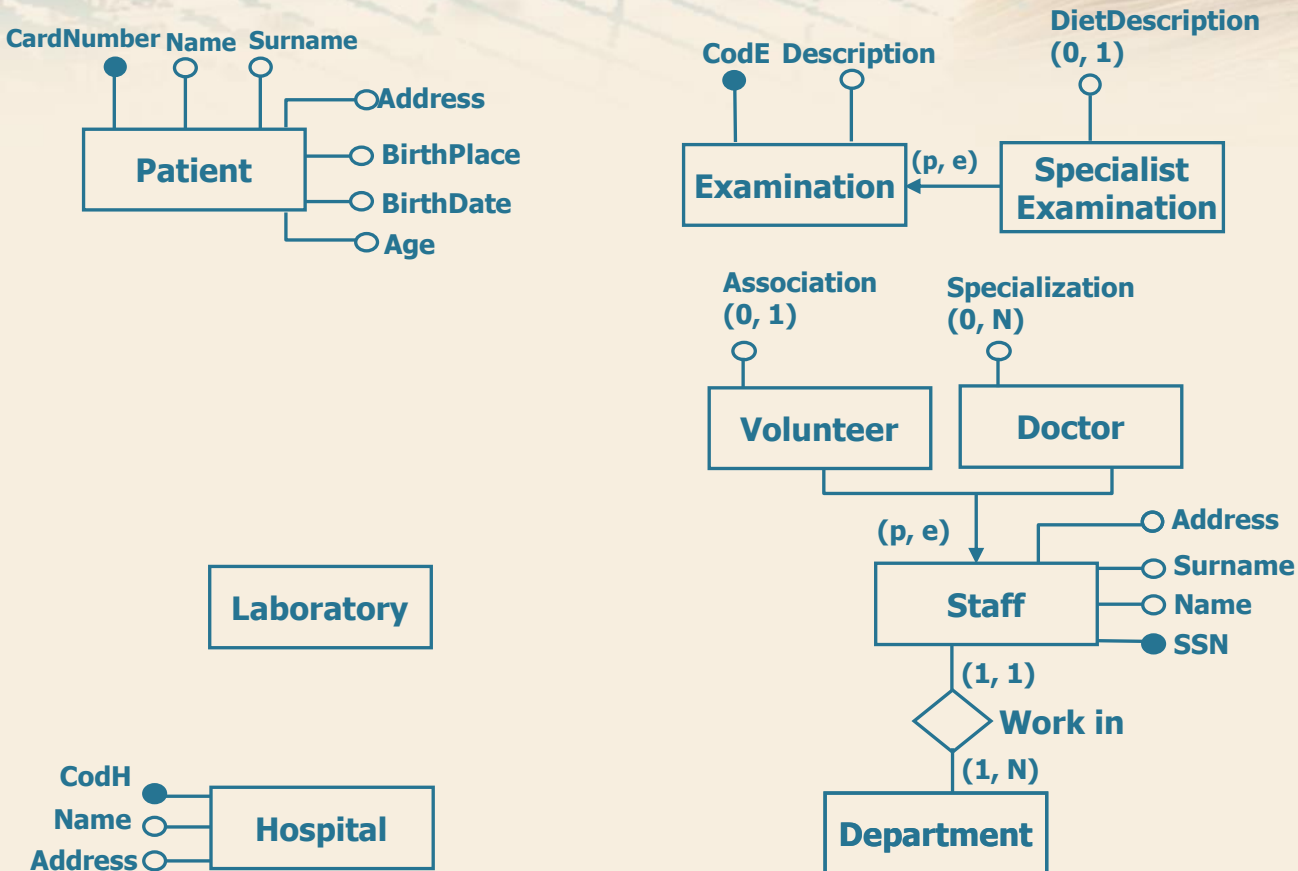 CardNumber Name Surname
Address
BirthPlace
BirthDate
Age
Patient
CodE Description
DietDescription
(0, 1)
Examination
(p, e)
Specialist
Examination
Association
(0, 1)
Specialization
(0, N)
Volunteer
Doctor
(p, e)
Address
Surname
Name
SSN
Staff
Laboratory
(1, 1)
Work in
(1, N)
CodH
Name
Address
Hospital
Department